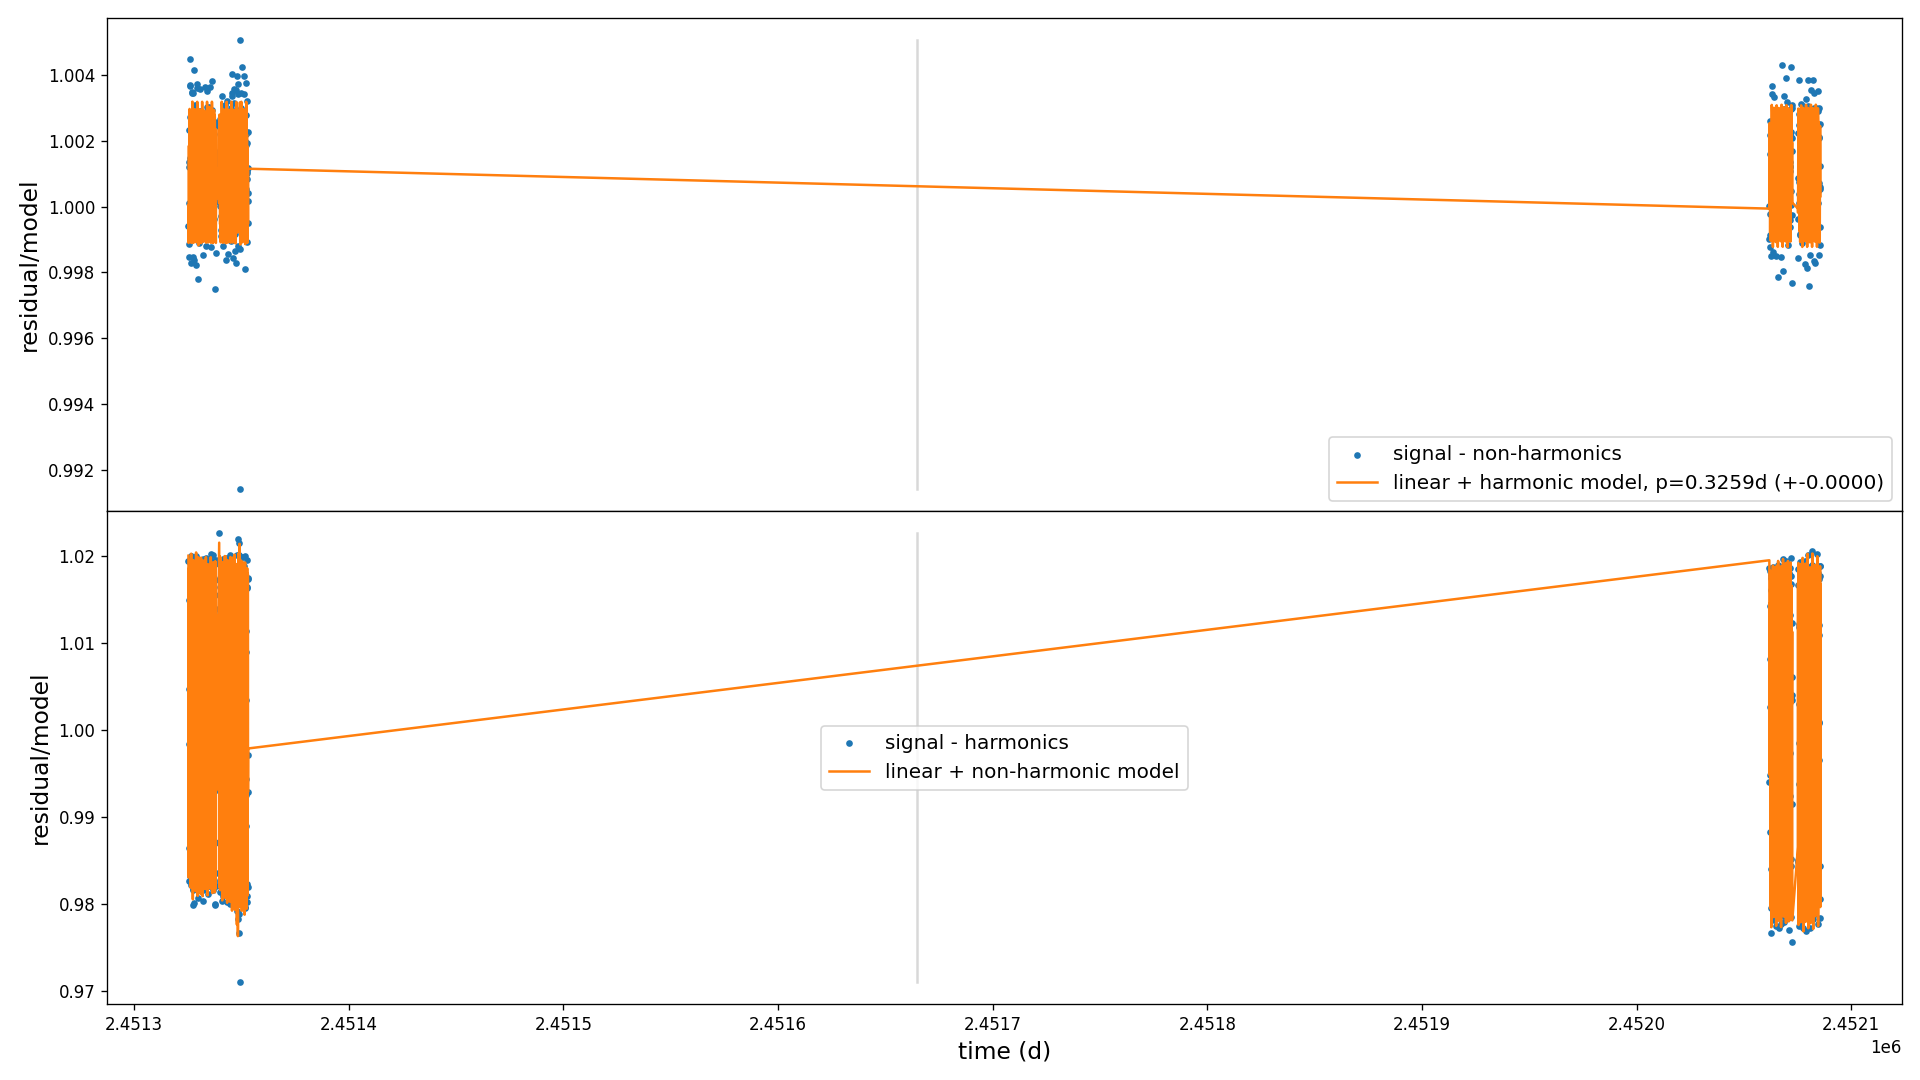 1.004
1.002
1.000
0.998
0.996
0.994
0.992
residual/model
signal - non-harmonics
linear + harmonic model, p=0.3259d (+-0.0000)
1.02
1.01
1.00
0.99
0.98
0.97
residual/model
signal - harmonics
linear + non-harmonic model
2.4513 2.4514 2.4515 2.4516 2.4517 2.4518 2.4519 2.4520 2.4521
1e6
time (d)